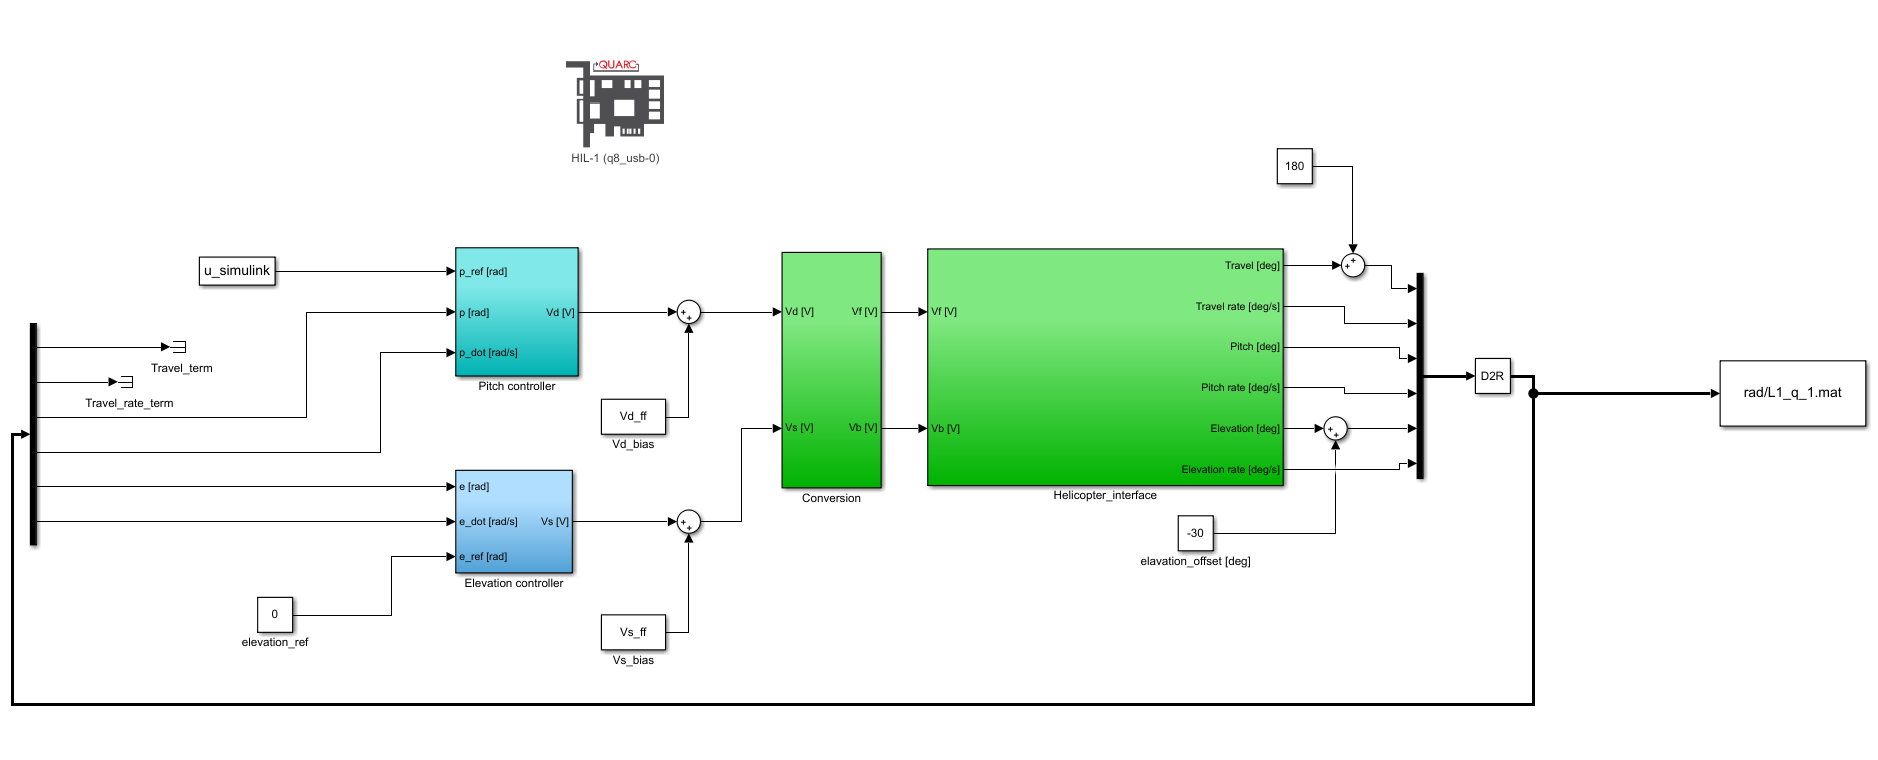 QUARC
HIL-1 (q8_usb-0)
180
u_simulink
p_ref [rad]
p [rad]
Vd [V]
p_dot [rad/s]
Pitch controller
Travel_term
Travel_rate_term
Vd_ff
Vd_bias
Vd [V]
Vf [V]
Vs [V]
Vb [V]
Conversion
Vf [V]
Vb [V]
Travel [deg]
Travel rate [deg/s]
Pitch [deg]
Pitch rate [deg/s]
Elevation [deg]
Elevation rate [deg/s]
Helicopter_interface
D2R
rad/L1_q_1.mat
e [rad]
e_dot [rad/s]
Vs [V]
e_ref [rad]
Elevation controller
-30
elavation_offset [deg]
0
elevation_ref
Vs_ff
Vs_bias